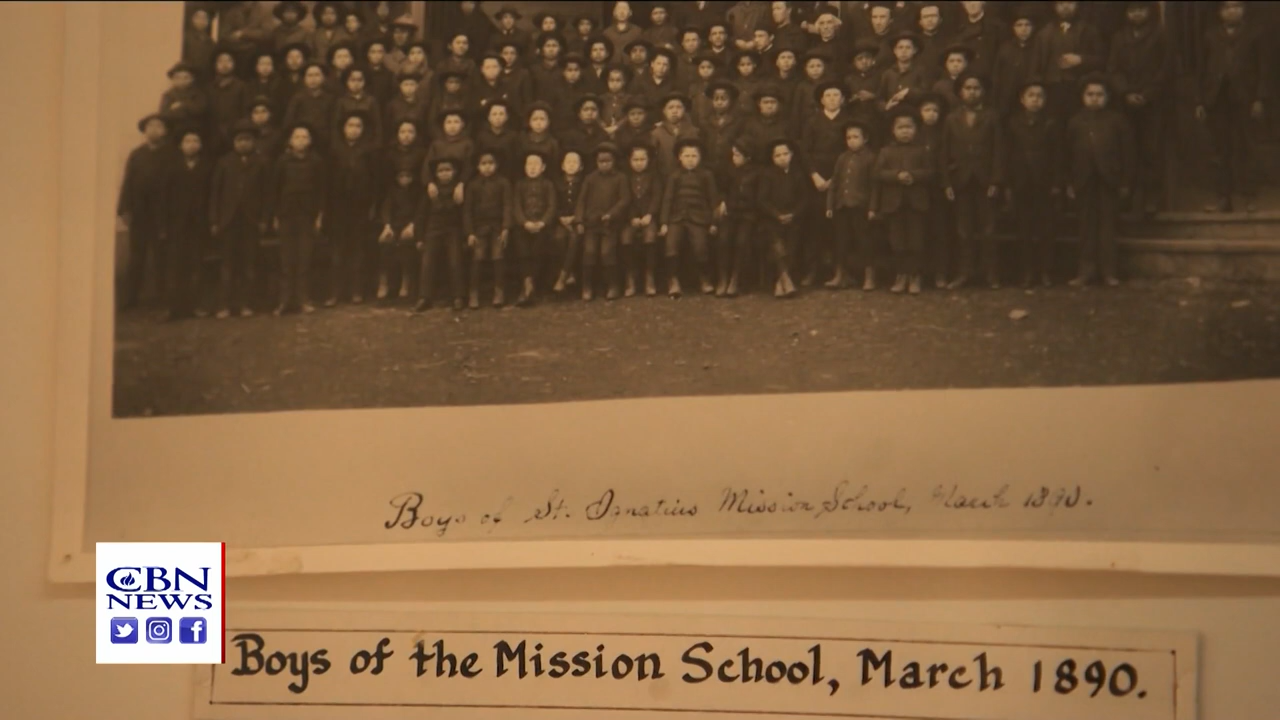 Boys of St. Ignatius Mission School, March 1890.
CBN
NEWS
Boys of the Mission School, March 1890.